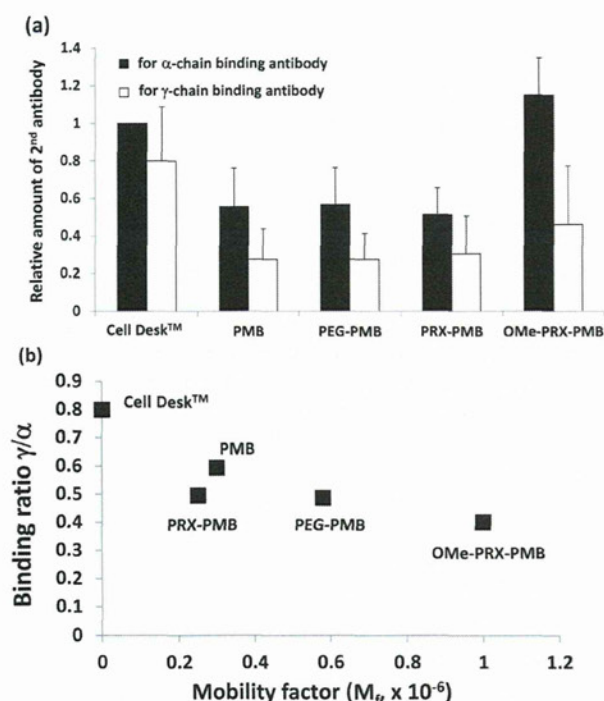 (a)
1.4
1.2
1
0.8
0.6
0.4
0.2
0
Relative amount of 2nd antibody
for α-chain binding antibody
for γ-chain binding antibody
Cell Desk™ PMB PEG-PMB PRX-PMB OMe-PRX-PMB
(b)
0.9
0.8
0.7
0.6
0.5
0.4
0.3
0.2
0.1
0
Binding ratio γ/α
Cell Desk™
PMB
PRX-PMB PEG-PMB
OMe-PRX-PMB
0 0.2 0.4 0.6 0.8 1 1.2
Mobility factor (Mft x 10-6)